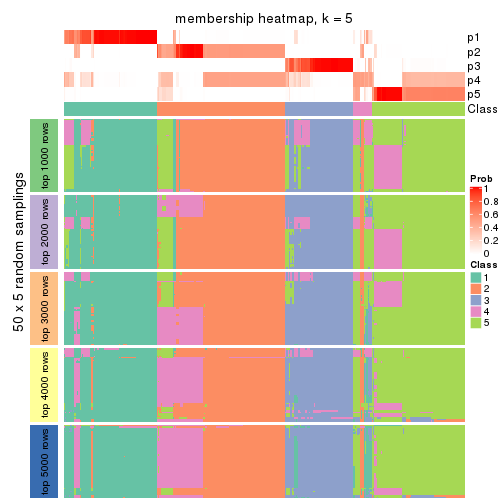 membership heatmap, k = 5
p1
p2
p3
p4
p5
Class
50 x 5 random samplings
top 1000 rows
top 2000 rows
top 3000 rows
top 4000 rows
top 5000 rows
Prob
1
0.8
0.6
0.4
0.2
0
Class
1
2
3
4
5